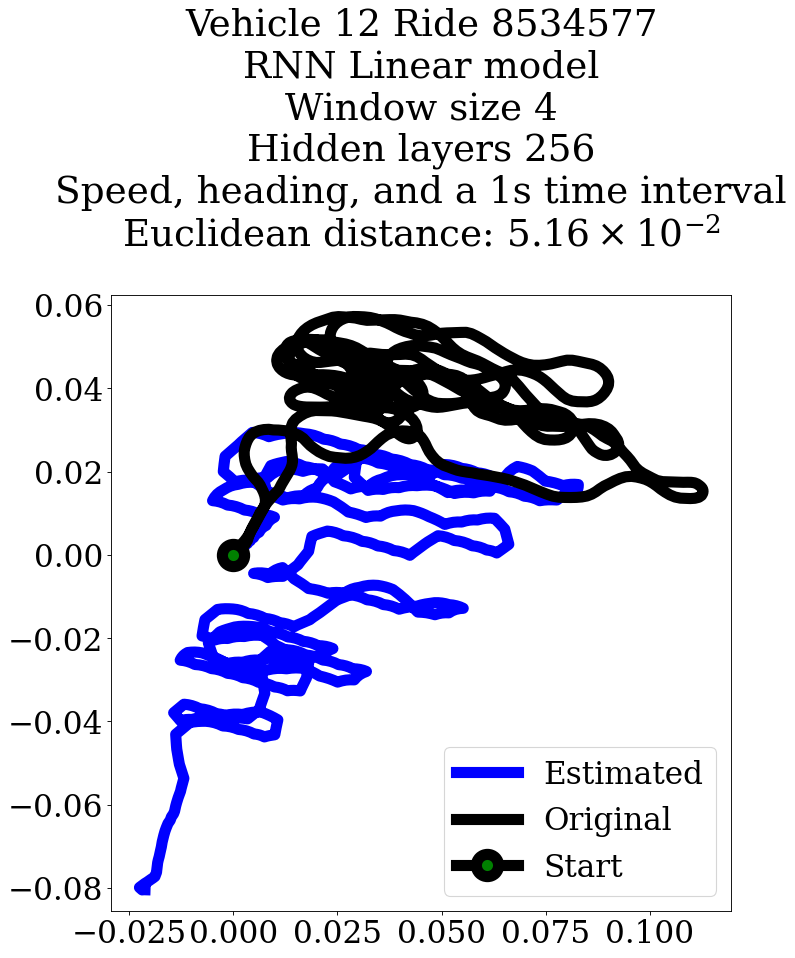 Vehicle 12 Ride 8534577
RNN Linear model
Window size 4
Hidden layers 256
Speed, heading, and a 1s time interval
Euclidean distance: 5.16 × 10⁻²
0.06
0.04
0.02
0.00
−0.02
−0.04
−0.06
−0.08
−0.025 0.000 0.025 0.050 0.075 0.100
Estimated
Original
Start